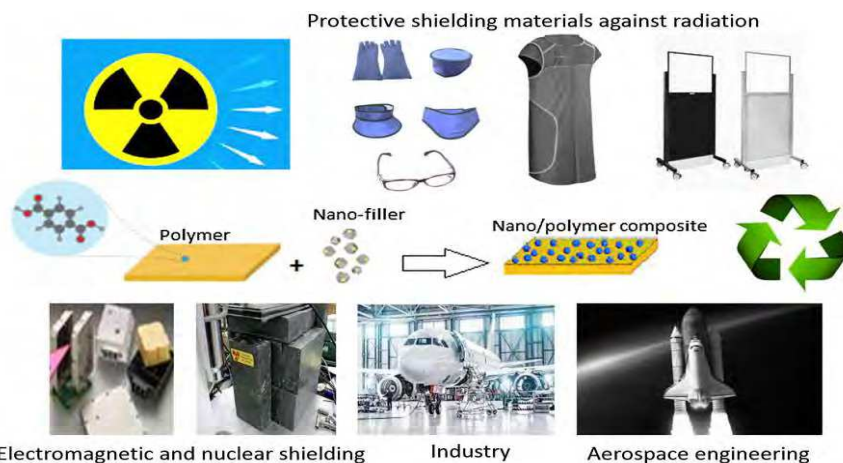 Protective shielding materials against radiation
Polymer
Nano-filler
Nano/polymer composite
+
Electromagnetic and nuclear shielding
Industry
Aerospace engineering